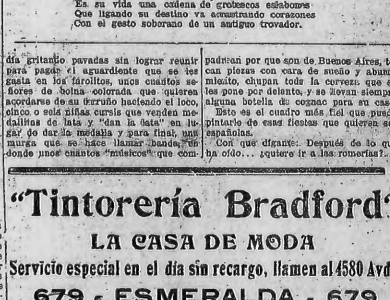 Es su vida una cadena de grotescos eslabones
Que ligando su destino va arrastrando corazones
Con el gesto soberano de un antiguo trovador.
día gritando pavadas sin lograr reunir
para pagar el aguardiente que se les
gasta en los farolitos, unos cuantos se-
ñores de boina colorada que quieren
acordarse de su terruño haciendo el loco,
cinco o seis niñas cursis que venden me-
dallitas de lata y "dan la lata" en lu-
gar de dar la medalla y para final, una
murga que se hace llamar banda, en
donde unos cuantos "músicos" que com-
padrean por que son de Buenos Aires, t
can piezas con cara de sueño y abur
miento, chupan toda la cerveza que s
les pone por delante, y se llevan siemp
alguna botella de cognac para su cas
Este es el cuadro más fiel que pued
pintarle de esas fiestas que quieren se
españolas.
Con que digame: Después de lo qu
ha oído... ¿quiere ir a las romerías?..
"Tintorería Bradford"
LA CASA DE MODA
Servicio especial en el día sin recargo, llamen al 4580 Avd
679 - ESMERALDA - 679